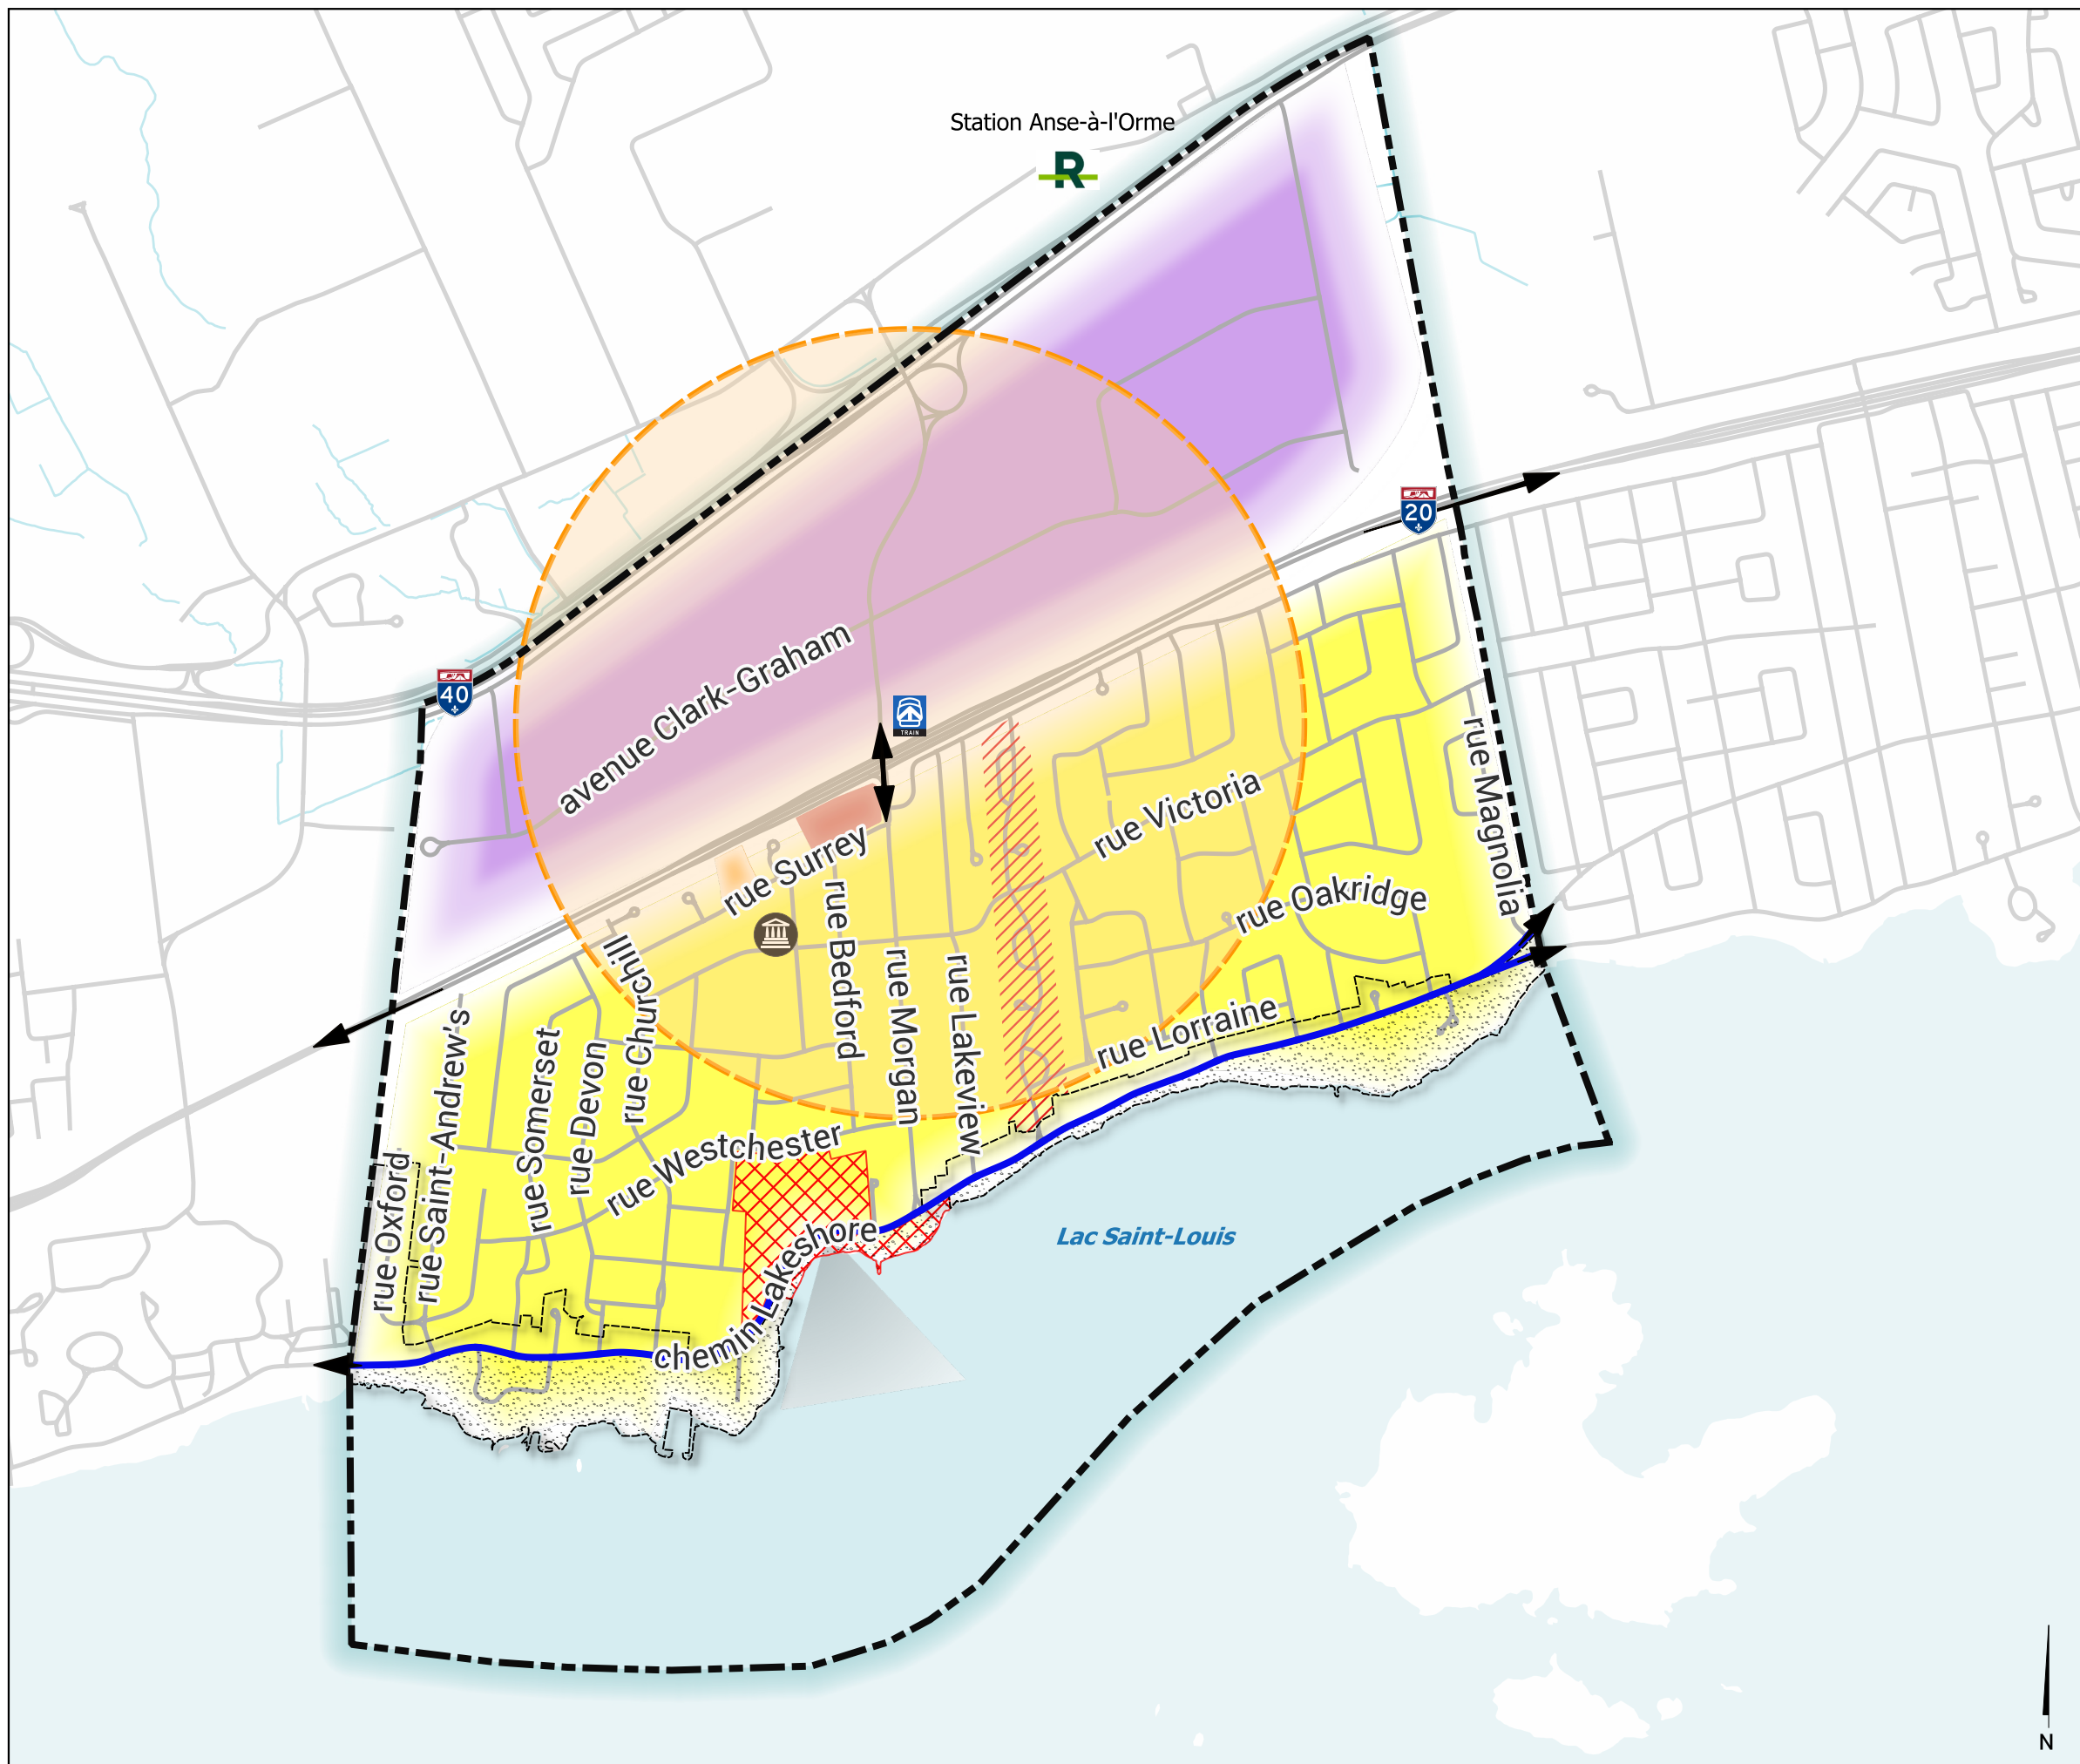 Station Anse-à-l'Orme
R
20
40
TRAIN
avenue Clark-Graham
rue Magnolia
rue Victoria
rue Surrey
rue Oakridge
rue Bedford
rue Churchill
rue Morgan
rue Lakeview
rue Lorraine
rue Saint-Andrew's
rue Somerset
rue Devon
rue Westchester
rue Oxford
chemin Lakeshore
Lac Saint-Louis
N